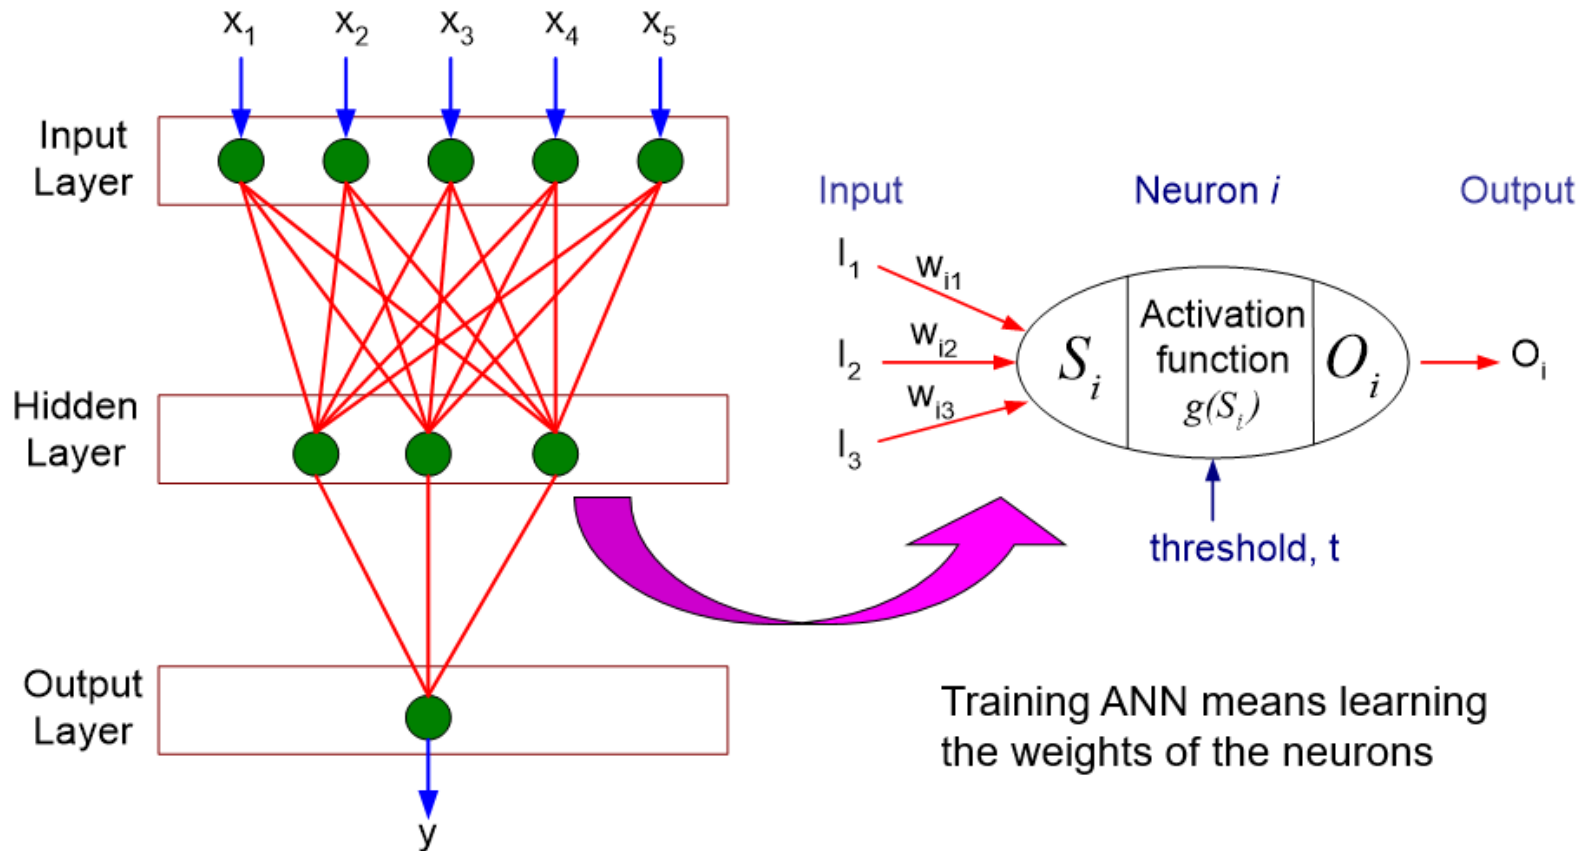 x₁ x₂ x₃ x₄ x₅
Input
Layer
Hidden
Layer
Output
Layer
y
Input Neuron i Output
I₁ wᵢ₁
I₂ wᵢ₂
I₃ wᵢ₃
Sᵢ
Activation
function
g(Sᵢ)
Oᵢ
Oᵢ
threshold, t
Training ANN means learning
the weights of the neurons